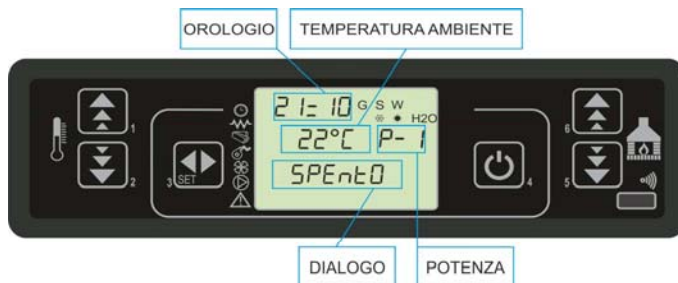 OROLOGIO TEMPERATURA AMBIENTE
21:10 G S W
H2O
22°C P-1
SPEntO
1
2
3 SET
4
5
6
DIALOGO POTENZA